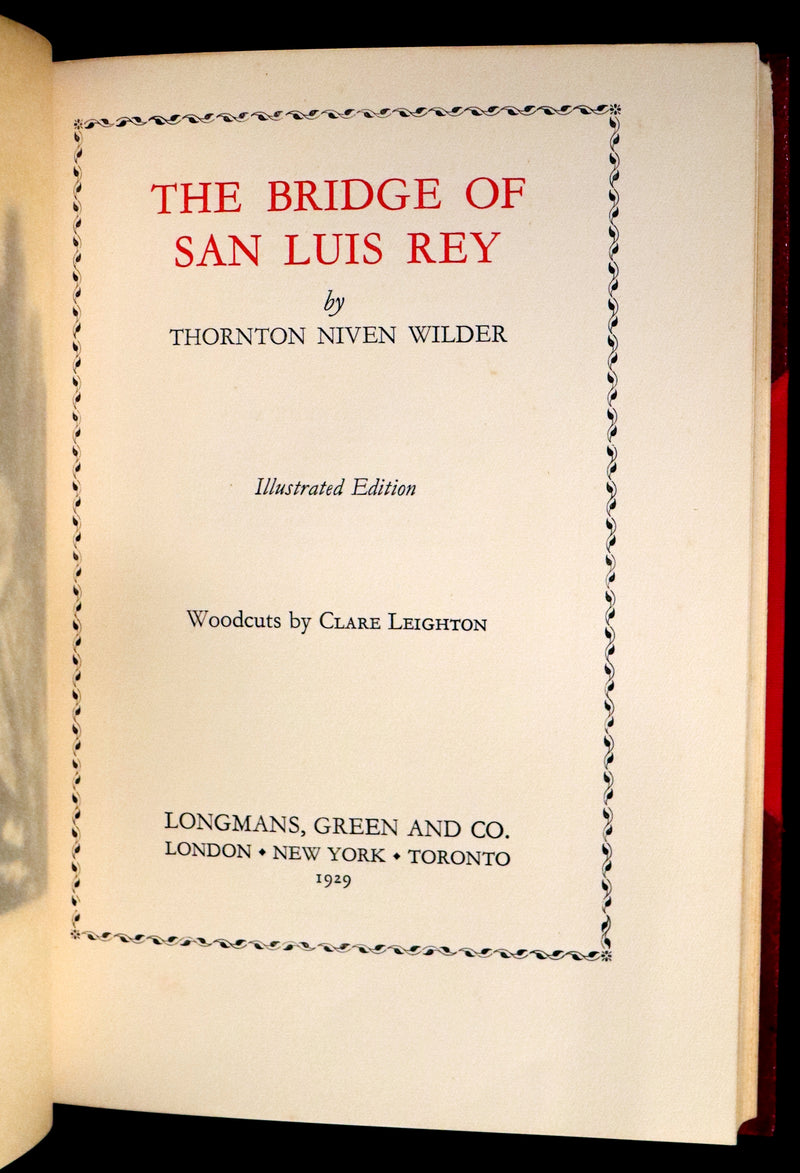 THE BRIDGE OF
SAN LUIS REY
by
THORNTON NIVEN WILDER
Illustrated Edition
Woodcuts by CLARE LEIGHTON
LONGMANS, GREEN AND CO.
LONDON ♦ NEW YORK ♦ TORONTO
1929